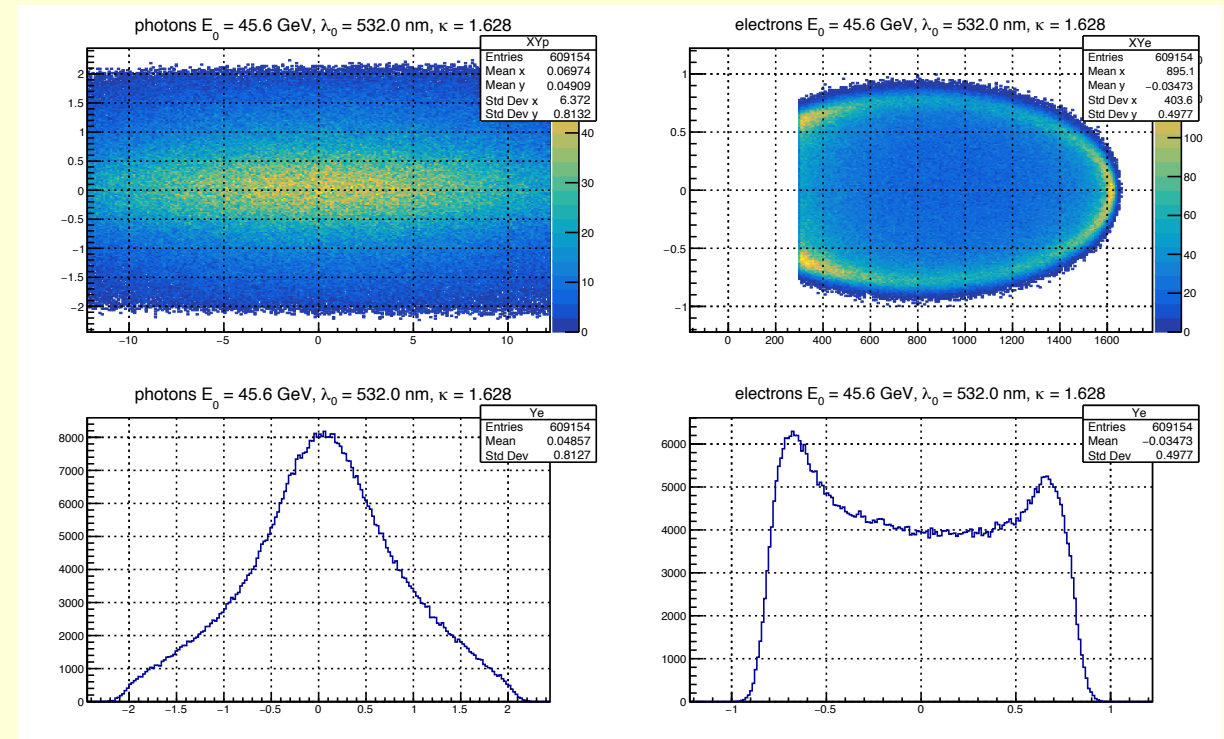 photons E0 = 45.6 GeV, λ0 = 532.0 nm, κ = 1.628
XYp
Entries 609154
Mean x 0.06974
Mean y 0.04909
Std Dev x 6.372
Std Dev y 0.8132
2
1.5
1
0.5
0
−0.5
−1
−1.5
−2
−10 −5 0 5 10
40
30
20
10
0
electrons E0 = 45.6 GeV, λ0 = 532.0 nm, κ = 1.628
XYe
Entries 609154
Mean x 895.1
Mean y −0.03473
Std Dev x 403.6
Std Dev y 0.4977
1
0.5
0
−0.5
−1
0 200 400 600 800 1000 1200 1400 1600
100
80
60
40
20
0
photons E0 = 45.6 GeV, λ0 = 532.0 nm, κ = 1.628
Ye
Entries 609154
Mean 0.04857
Std Dev 0.8127
8000
7000
6000
5000
4000
3000
2000
1000
0
−2 −1.5 −1 −0.5 0 0.5 1 1.5 2
electrons E0 = 45.6 GeV, λ0 = 532.0 nm, κ = 1.628
Ye
Entries 609154
Mean −0.03473
Std Dev 0.4977
6000
5000
4000
3000
2000
1000
0
−1 −0.5 0 0.5 1